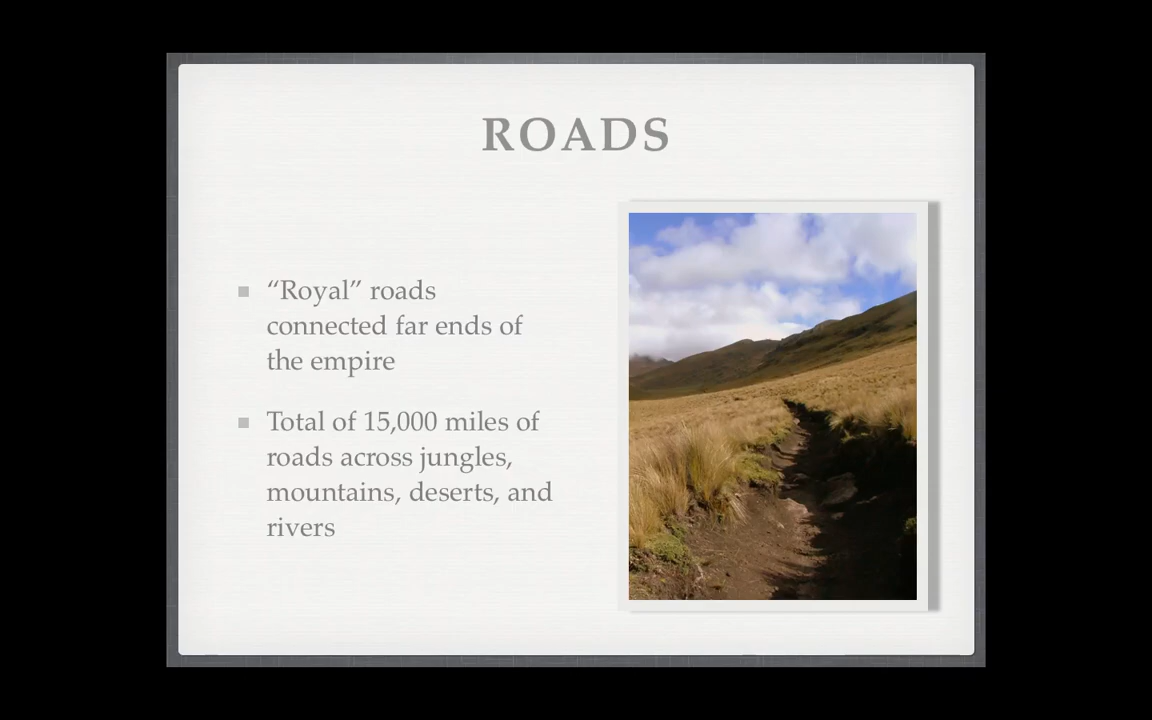 ROADS
“Royal” roads
connected far ends of
the empire
Total of 15,000 miles of
roads across jungles,
mountains, deserts, and
rivers